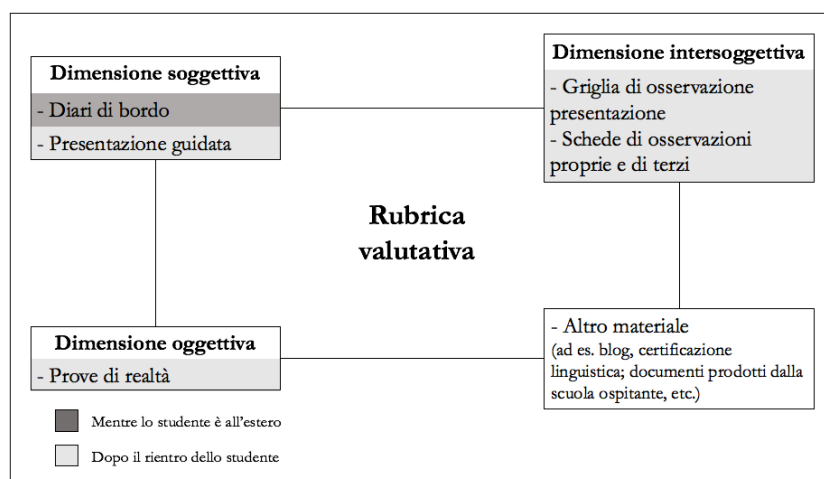 Dimensione soggettiva
- Diari di bordo
- Presentazione guidata
Dimensione intersoggettiva
- Griglia di osservazione
presentazione
- Schede di osservazioni
proprie e di terzi
Rubrica
valutativa
Dimensione oggettiva
- Prove di realtà
- Altro materiale
(ad es. blog, certificazione
linguistica; documenti prodotti dalla
scuola ospitante, etc.)
Mentre lo studente è all'estero
Dopo il rientro dello studente